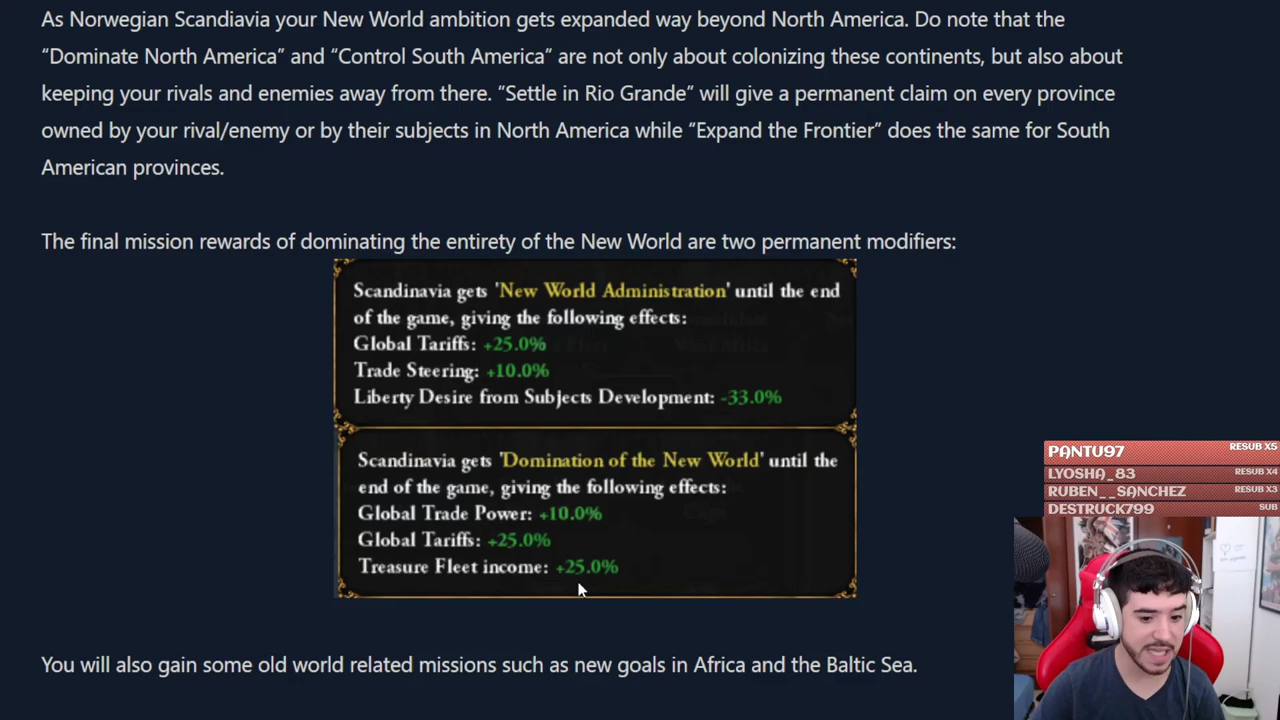 As Norwegian Scandiavia your New World ambition gets expanded way beyond North America. Do note that the
“Dominate North America” and “Control South America” are not only about colonizing these continents, but also about
keeping your rivals and enemies away from there. “Settle in Rio Grande” will give a permanent claim on every province
owned by your rival/enemy or by their subjects in North America while “Expand the Frontier” does the same for South
American provinces.
The final mission rewards of dominating the entirety of the New World are two permanent modifiers:
Scandinavia gets 'New World Administration' until the end
of the game, giving the following effects:
Global Tariffs: +25.0%
Trade Steering: +10.0%
Liberty Desire from Subjects Development: -33.0%
Scandinavia gets 'Domination of the New World' until the
end of the game, giving the following effects:
Global Trade Power: +10.0%
Global Tariffs: +25.0%
Treasure Fleet income: +25.0%
You will also gain some old world related missions such as new goals in Africa and the Baltic Sea.
PANTU97 RESUB X5
LYOSHA_83 RESUB X4
RUBEN__SANCHEZ RESUB X3
DESTRUCK799 SUB